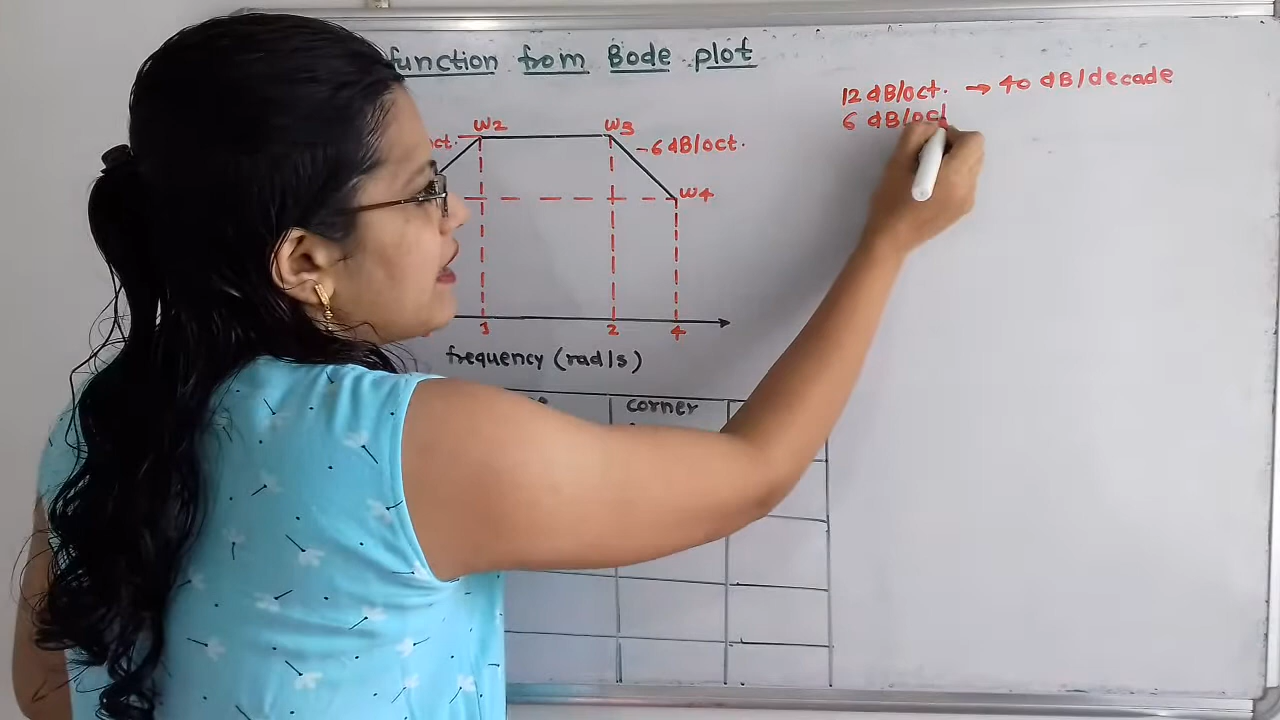 function from Bode plot
12 dB/oct. → 40 dB/decade
6 dB/oct
w2 w3
ct. -6 dB/oct.
w4
1 2 4
frequency (rad/s)
corner